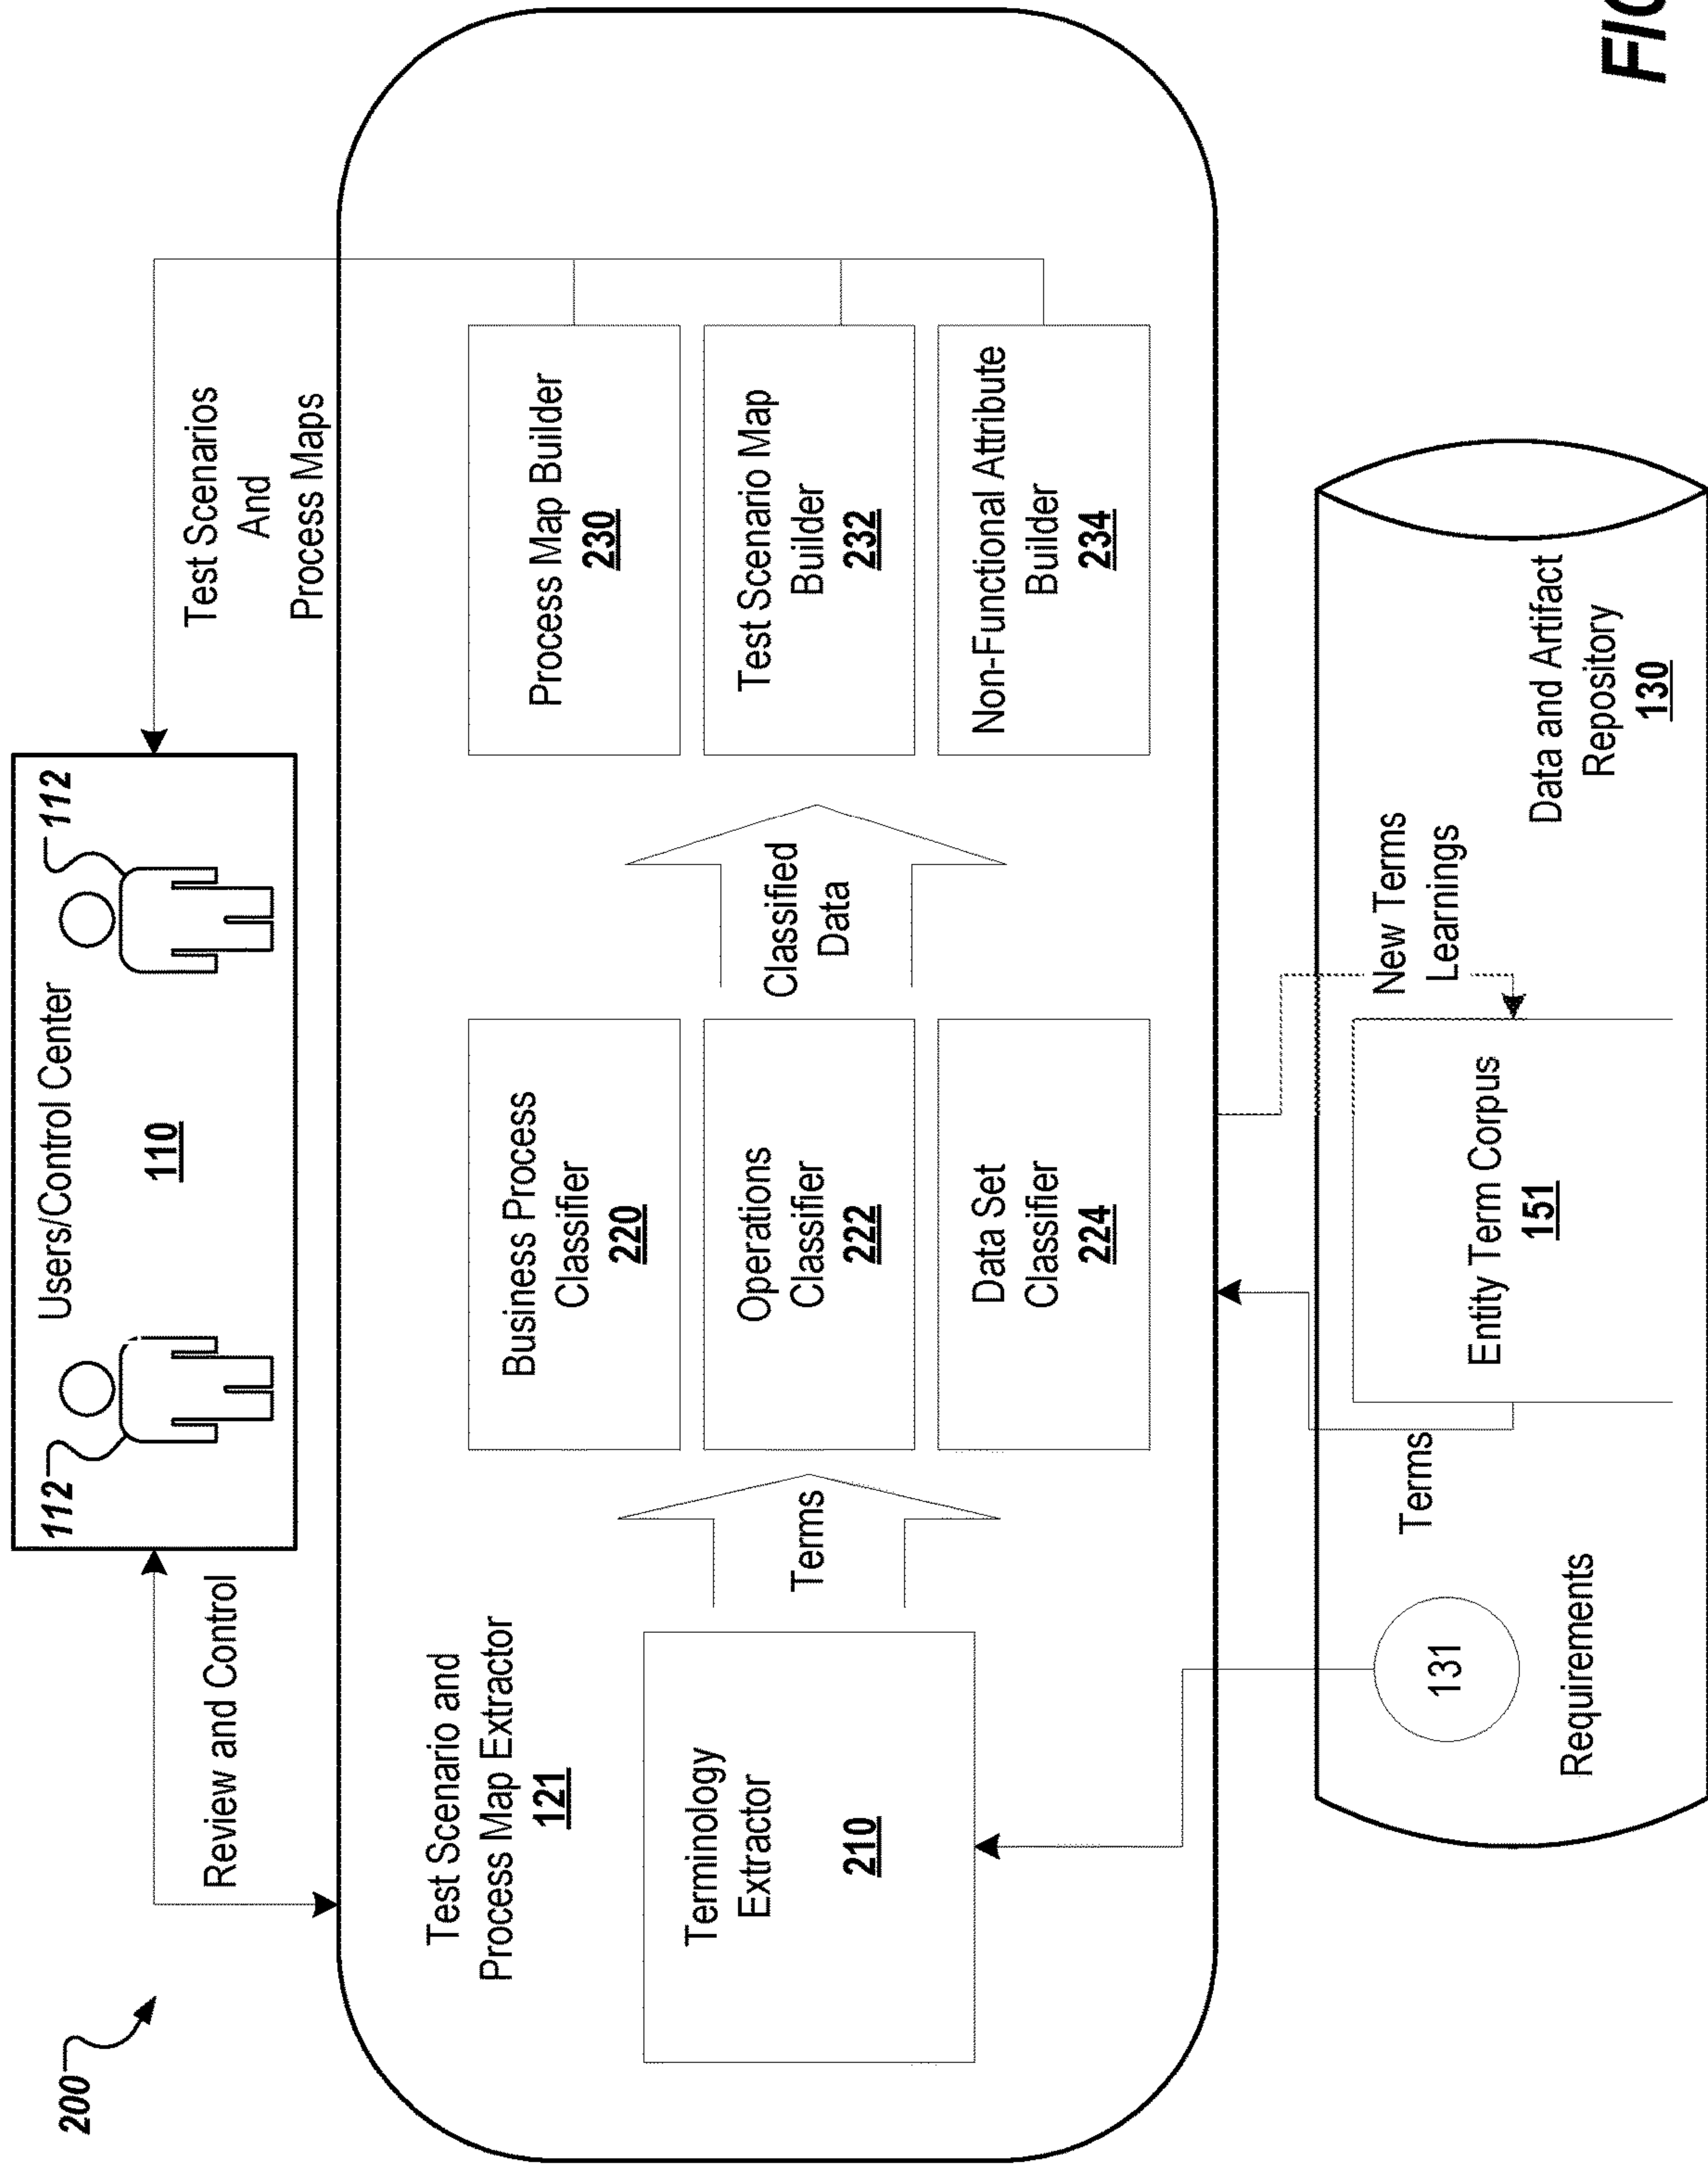 200
Users/Control Center
110
112
112
Review and Control
Test Scenarios
And
Process Maps
Test Scenario and
Process Map Extractor
121
Terminology
Extractor
210
Terms
Business Process
Classifier
220
Operations
Classifier
222
Data Set
Classifier
224
Classified
Data
Process Map Builder
230
Test Scenario Map
Builder
232
Non-Functional Attribute
Builder
234
131
Requirements
Terms
Entity Term Corpus
151
New Terms
Learnings
Data and Artifact
Repository
130